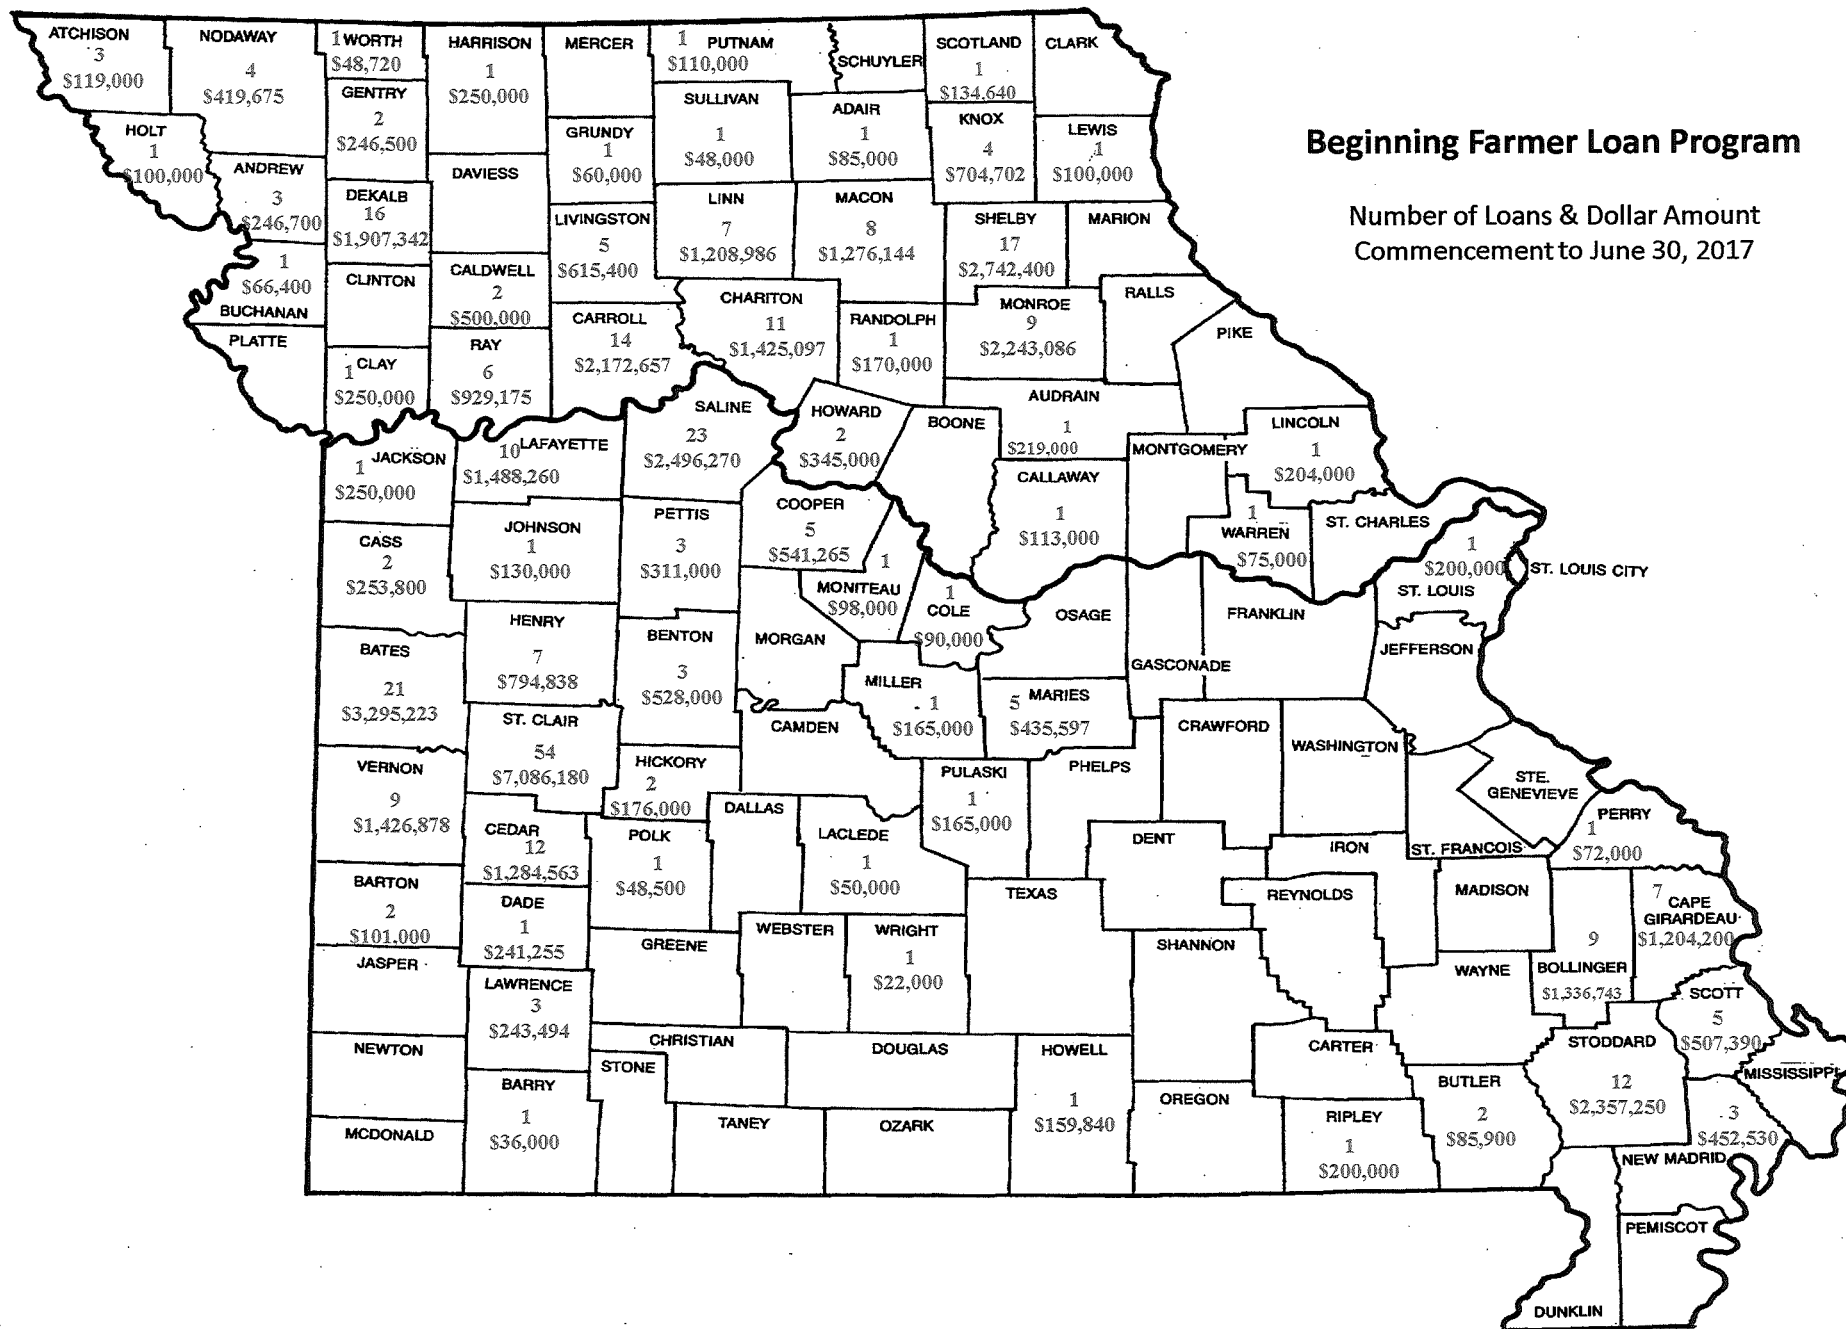 Beginning Farmer Loan Program
Number of Loans & Dollar Amount
Commencement to June 30, 2017
ATCHISON
3
$119,000
NODAWAY
4
$419,675
1 WORTH
$48,720
HARRISON
1
$250,000
MERCER
1 PUTNAM
$110,000
SCHUYLER
SCOTLAND
1
$134,640
CLARK
GENTRY
2
$246,500
SULLIVAN
1
$48,000
ADAIR
1
$85,000
KNOX
4
$704,702
LEWIS
1
$100,000
HOLT
1
$100,000
GRUNDY
1
$60,000
ANDREW
3
$246,700
DEKALB
16
$1,907,342
DAVIESS
LIVINGSTON
5
$615,400
LINN
7
$1,208,986
MACON
8
$1,276,144
SHELBY
17
$2,742,400
MARION
1
$66,400
BUCHANAN
CLINTON
CALDWELL
2
$500,000
CARROLL
14
$2,172,657
CHARITON
11
$1,425,097
RANDOLPH
1
$170,000
MONROE
9
$2,243,086
RALLS
PIKE
PLATTE
1 CLAY
$250,000
RAY
6
$929,175
SALINE
23
$2,496,270
HOWARD
2
$345,000
BOONE
AUDRAIN
1
$219,000
MONTGOMERY
LINCOLN
1
$204,000
1 JACKSON
$250,000
10 LAFAYETTE
$1,488,260
COOPER
5
$541,265
CALLAWAY
1
$113,000
1
WARREN
$75,000
ST. CHARLES
1
$200,000
ST. LOUIS
ST. LOUIS CITY
CASS
2
$253,800
JOHNSON
1
$130,000
PETTIS
3
$311,000
1
MONITEAU
$98,000
1
COLE
$90,000
OSAGE
GASCONADE
FRANKLIN
JEFFERSON
BATES
21
$3,295,223
HENRY
7
$794,838
BENTON
3
$528,000
MORGAN
MILLER
1
$165,000
5 MARIES
$435,597
CAMDEN
CRAWFORD
WASHINGTON
STE.
GENEVIEVE
VERNON
9
$1,426,878
ST. CLAIR
54
$7,086,180
HICKORY
2
$176,000
DALLAS
LACLEDE
1
$50,000
PULASKI
1
$165,000
PHELPS
DENT
IRON
ST. FRANCOIS
PERRY
1
$72,000
CEDAR
12
$1,284,563
POLK
1
$48,500
BARTON
2
$101,000
DADE
1
$241,255
GREENE
WEBSTER
WRIGHT
1
$22,000
TEXAS
SHANNON
REYNOLDS
MADISON
7
CAPE
GIRARDEAU
$1,204,200
9
BOLLINGER
$1,336,743
WAYNE
SCOTT
5
$507,390
JASPER
LAWRENCE
3
$243,494
CHRISTIAN
STONE
DOUGLAS
HOWELL
1
$159,840
CARTER
STODDARD
12
$2,357,250
MISSISSIPPI
NEWTON
BARRY
1
$36,000
TANEY
OZARK
OREGON
RIPLEY
1
$200,000
BUTLER
2
$85,900
3
$452,530
NEW MADRID
MCDONALD
PEMISCOT
DUNKLIN